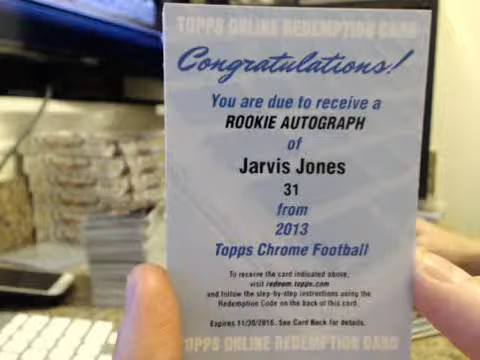 TOPPS ONLINE REDEMPTION CARD
Congratulations!
You are due to receive a
ROOKIE AUTOGRAPH
of
Jarvis Jones
31
from
2013
Topps Chrome Football
To receive the card indicated above,
visit redeem.topps.com
and follow the step-by-step instructions using the
Redemption Code on the back of this card.
Expires 11/30/2016. See Card Back for details.
TOPPS ONLINE REDEMPTION CARD